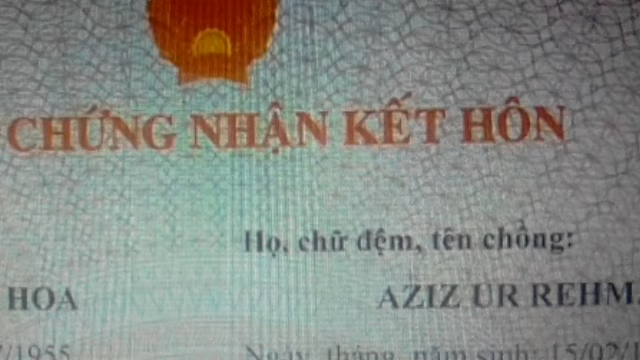 CHỨNG NHẬN KẾT HÔN
Họ, chữ đệm, tên chồng:
HOA AZIZ UR REHM
/1955 Ngày, tháng, năm sinh: 15/02/